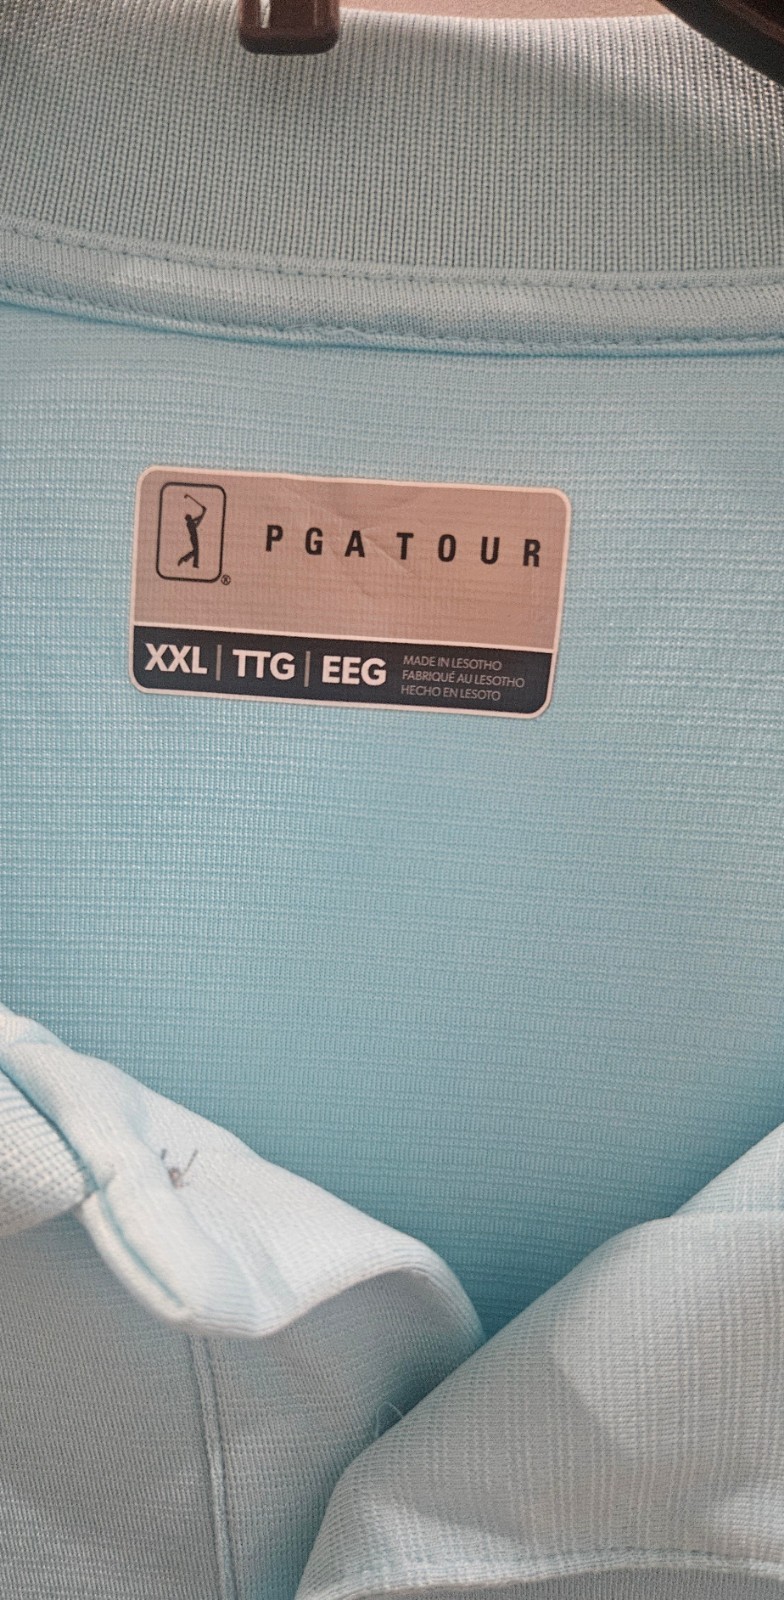 PGA TOUR
®
XXL | TTG | EEG
MADE IN LESOTHO
FABRIQUÉ AU LESOTHO
HECHO EN LESOTO